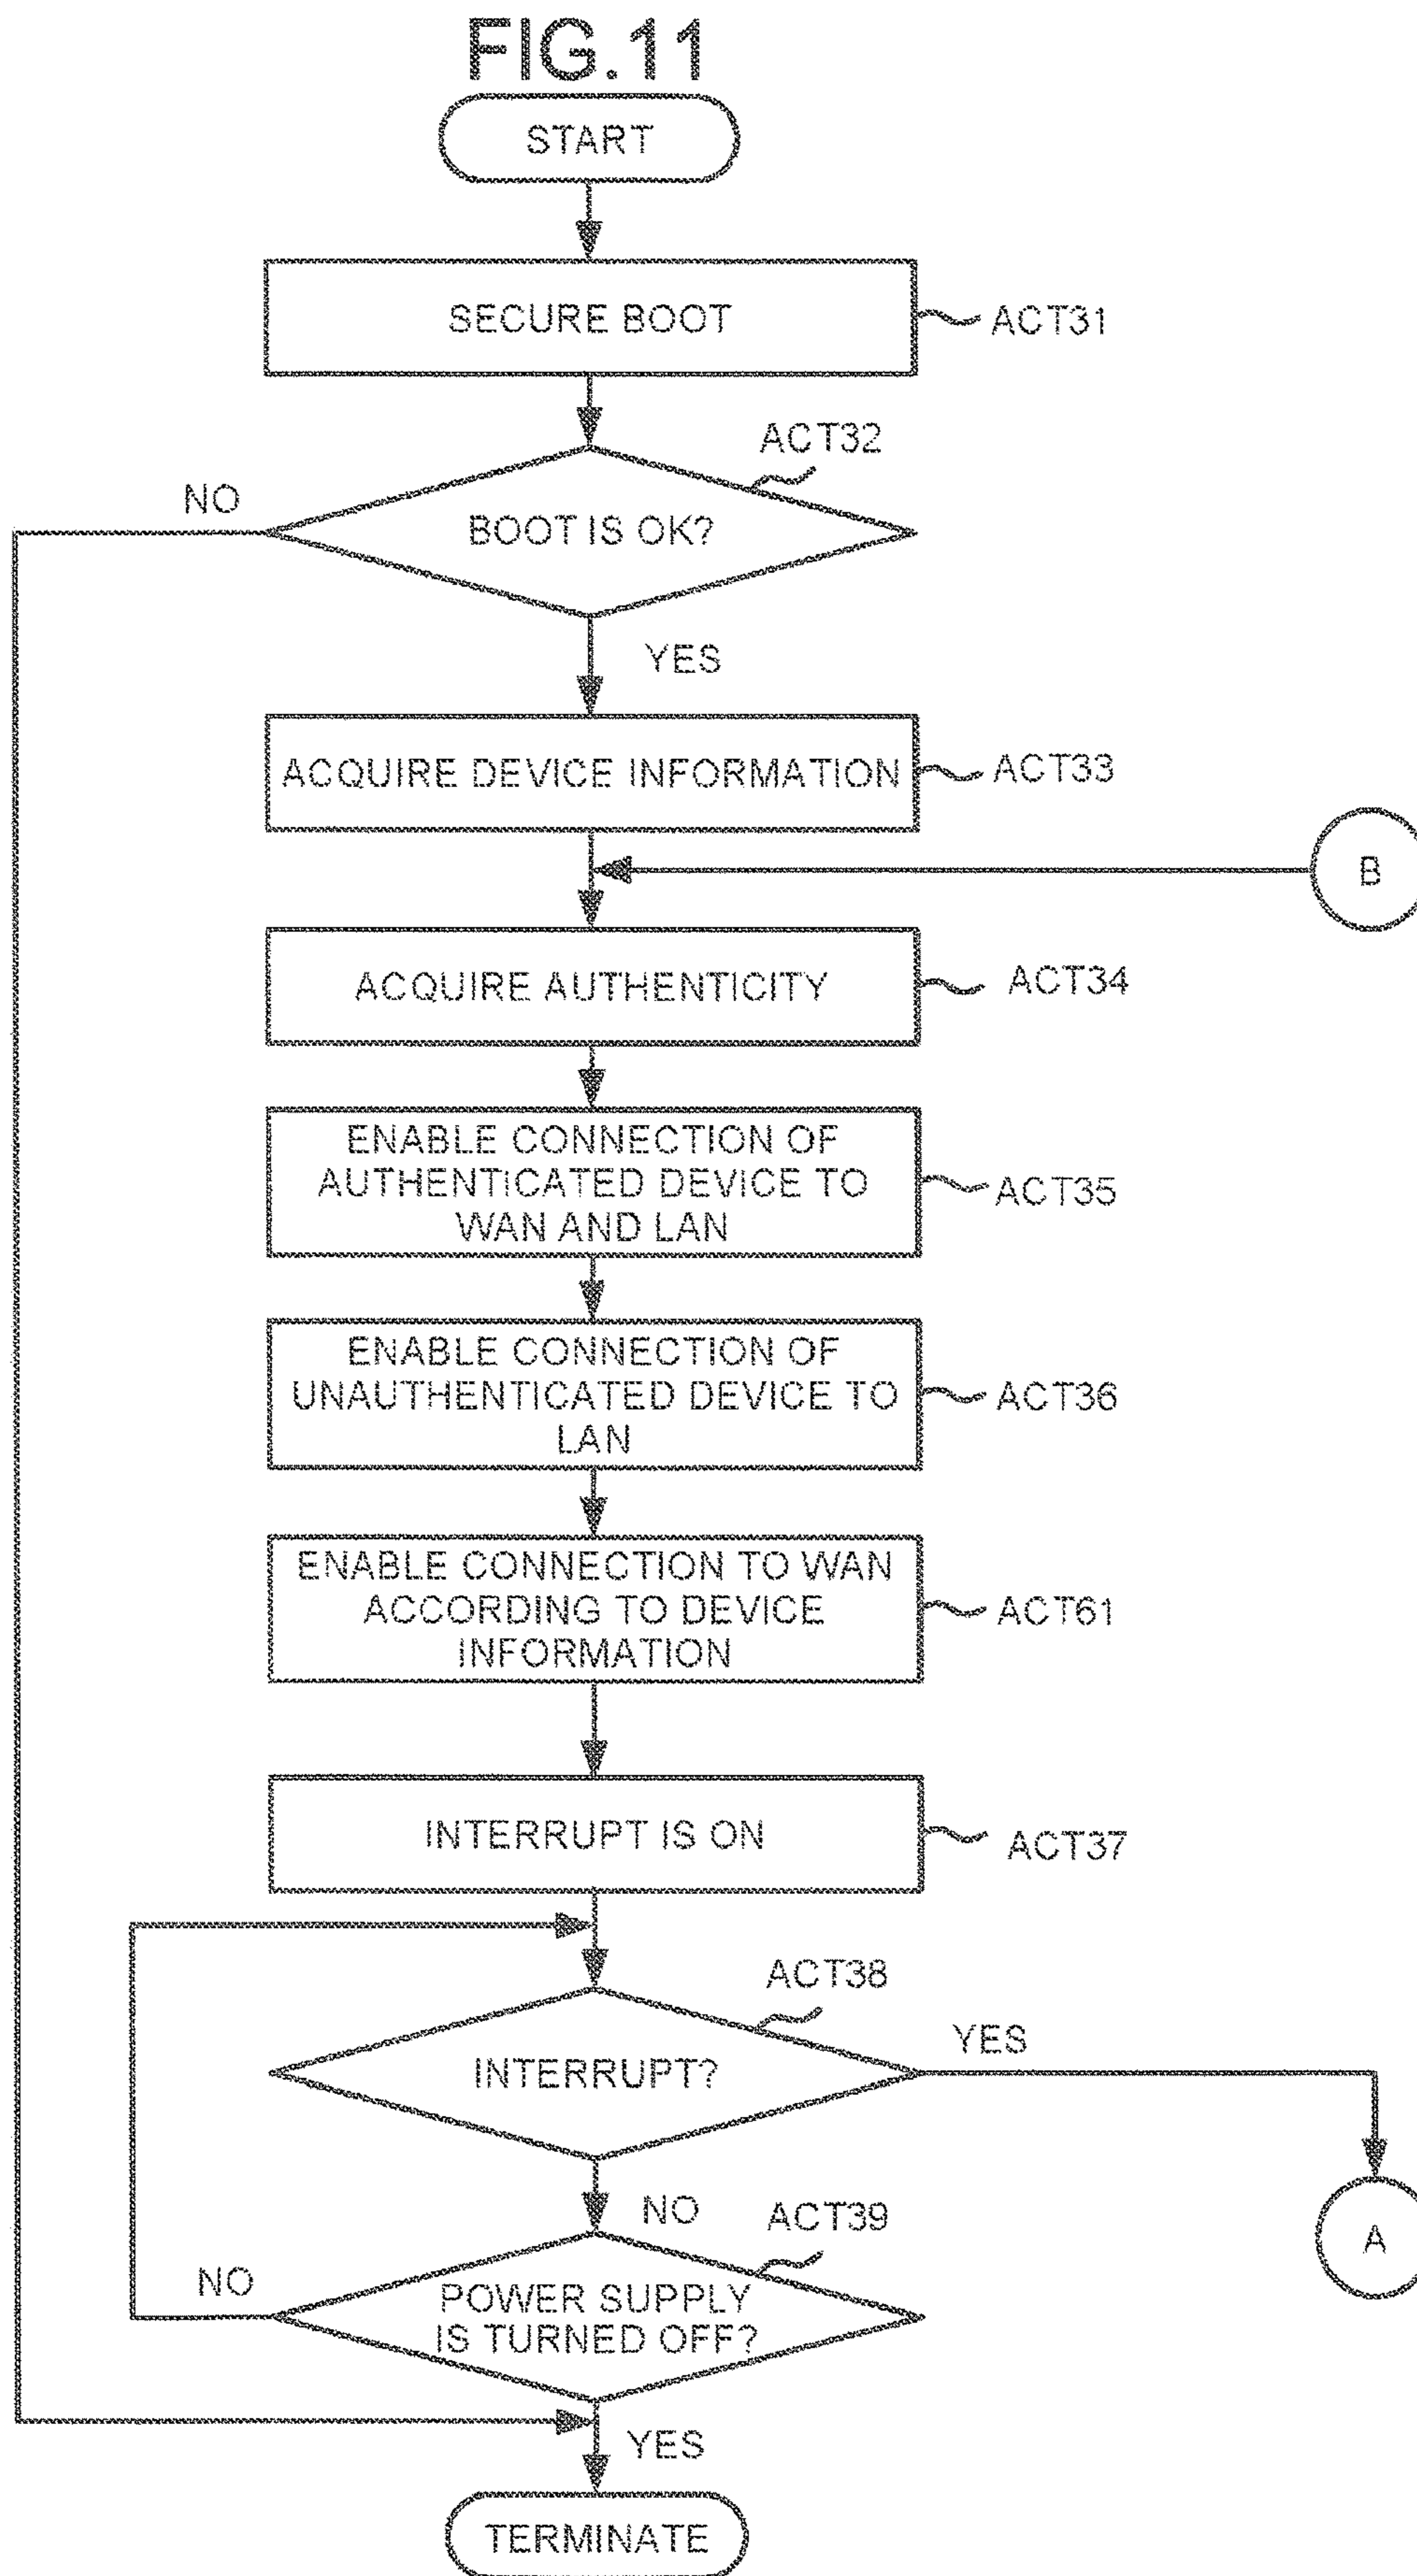 FIG.11
START
SECURE BOOT
ACT31
ACT32
NO
BOOT IS OK?
YES
ACQUIRE DEVICE INFORMATION
ACT33
B
ACQUIRE AUTHENTICITY
ACT34
ENABLE CONNECTION OF
AUTHENTICATED DEVICE TO
WAN AND LAN
ACT35
ENABLE CONNECTION OF
UNAUTHENTICATED DEVICE TO
LAN
ACT36
ENABLE CONNECTION TO WAN
ACCORDING TO DEVICE
INFORMATION
ACT61
INTERRUPT IS ON
ACT37
ACT38
YES
INTERRUPT?
NO
ACT39
A
NO
POWER SUPPLY
IS TURNED OFF?
YES
TERMINATE